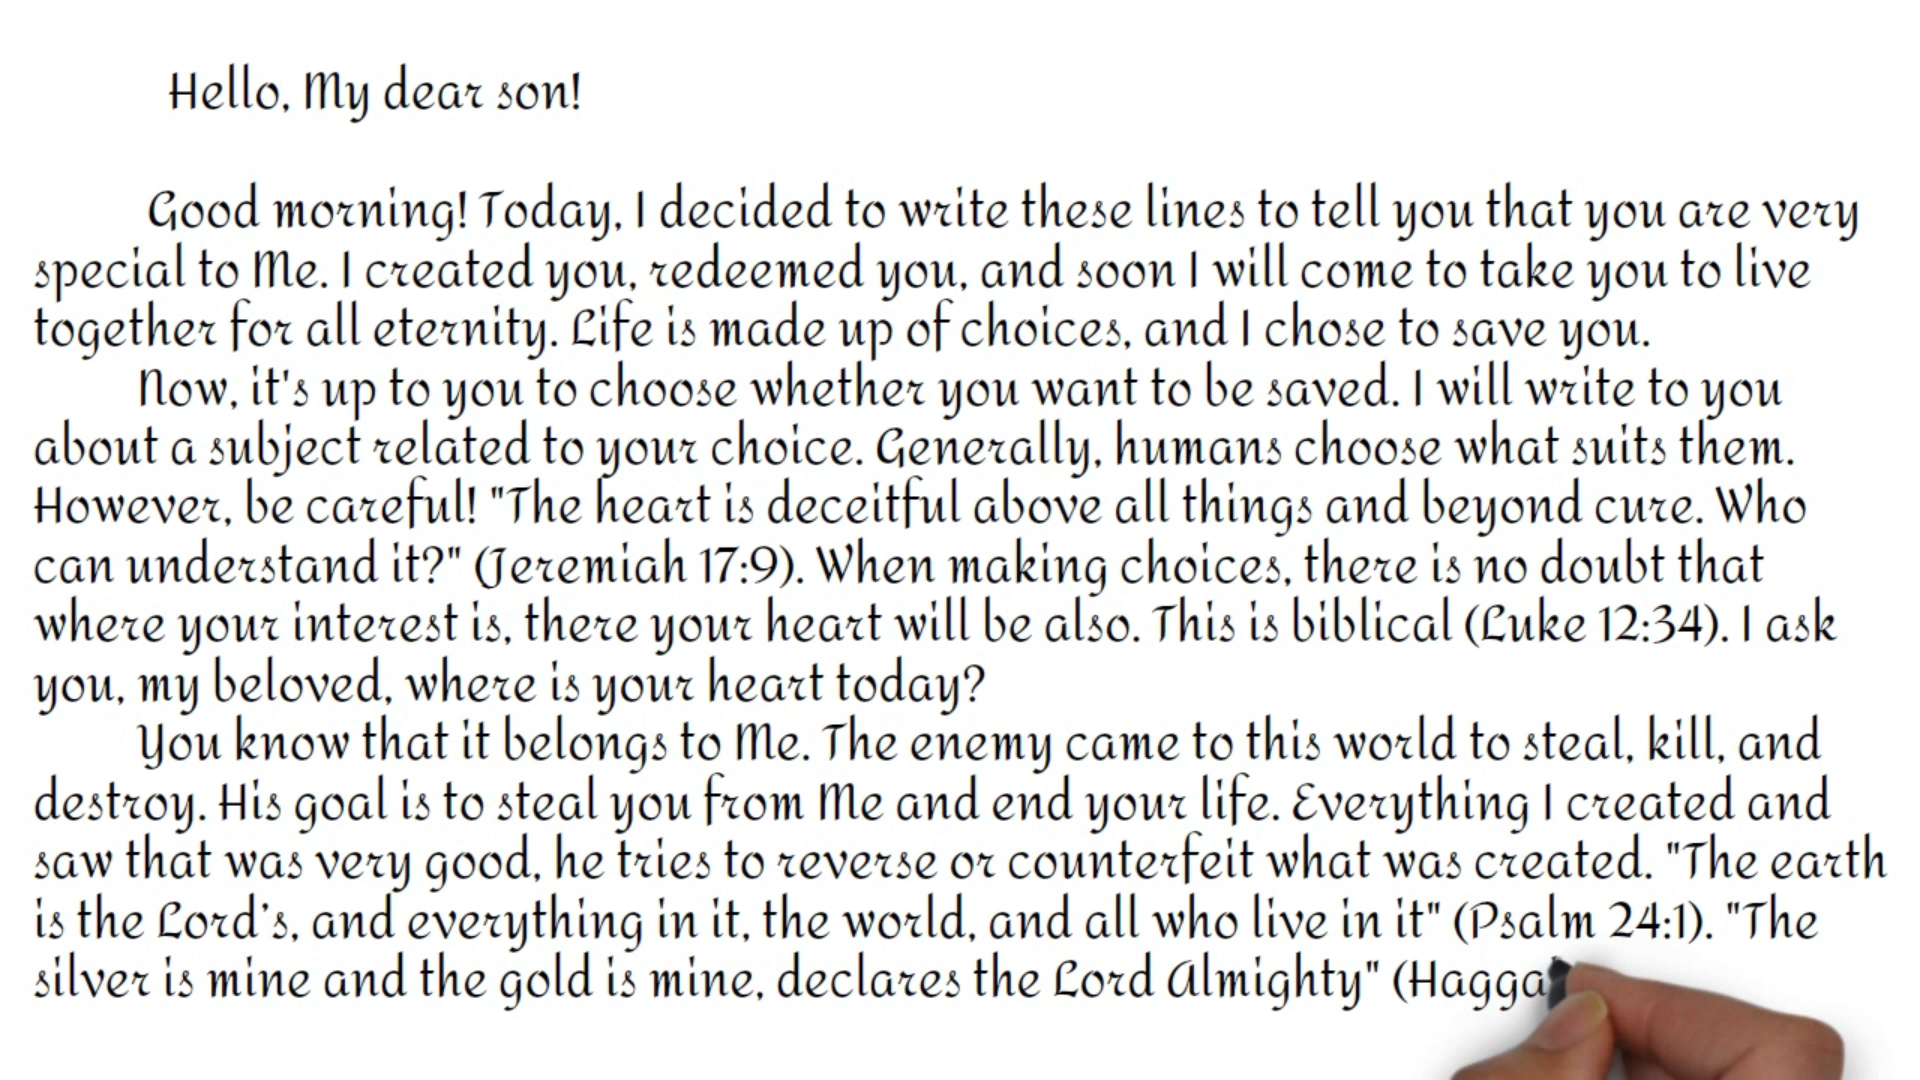 Hello, My dear son!
Good morning! Today, I decided to write these lines to tell you that you are very
special to Me. I created you, redeemed you, and soon I will come to take you to live
together for all eternity. Life is made up of choices, and I chose to save you.
Now, it's up to you to choose whether you want to be saved. I will write to you
about a subject related to your choice. Generally, humans choose what suits them.
However, be careful! "The heart is deceitful above all things and beyond cure. Who
can understand it?" (Jeremiah 17:9). When making choices, there is no doubt that
where your interest is, there your heart will be also. This is biblical (Luke 12:34). I ask
you, my beloved, where is your heart today?
You know that it belongs to Me. The enemy came to this world to steal, kill, and
destroy. His goal is to steal you from Me and end your life. Everything I created and
saw that was very good, he tries to reverse or counterfeit what was created. "The earth
is the Lord's, and everything in it, the world, and all who live in it" (Psalm 24:1). "The
silver is mine and the gold is mine, declares the Lord Almighty" (Hagga